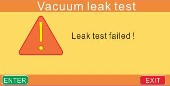 Vacuum leak test
Leak test failed !
ENTER
EXIT